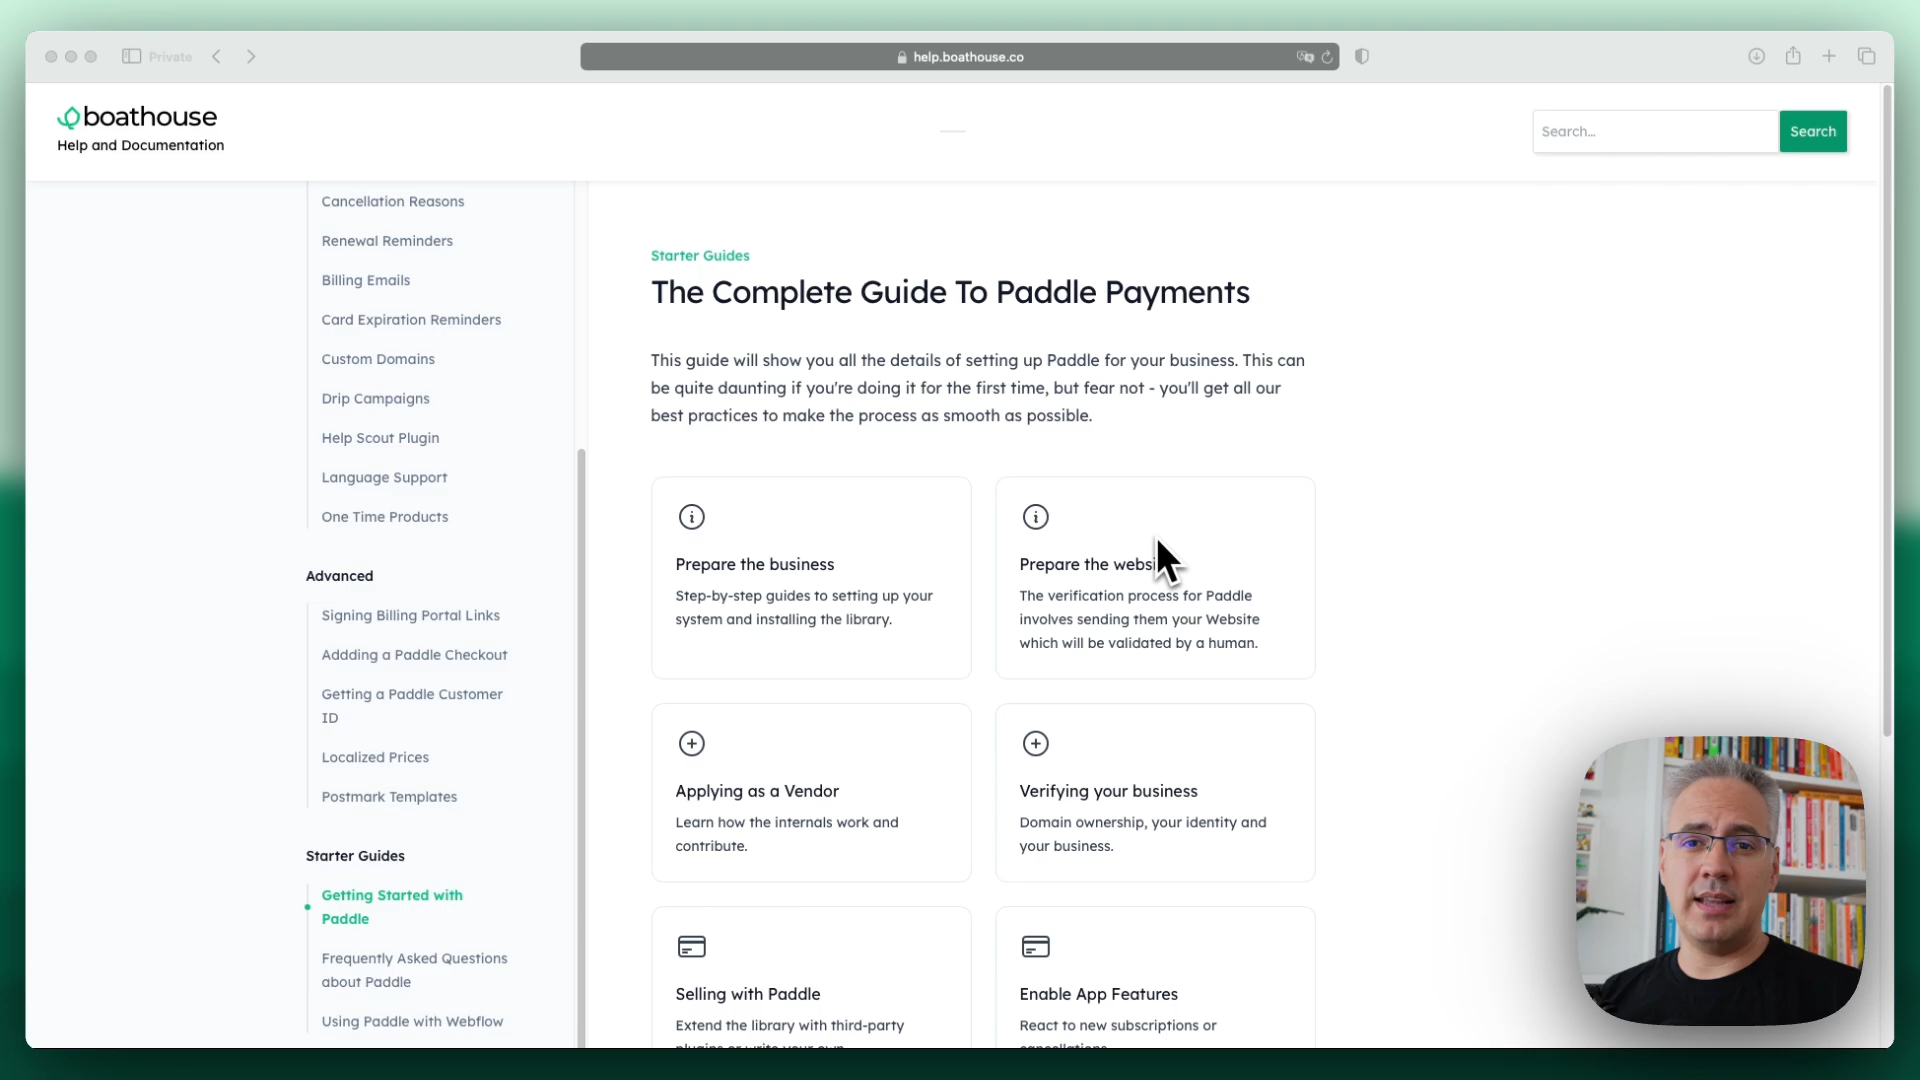 Private
help.boathouse.co
boathouse
Help and Documentation
Search...
Search
Cancellation Reasons
Renewal Reminders
Billing Emails
Card Expiration Reminders
Custom Domains
Drip Campaigns
Help Scout Plugin
Language Support
One Time Products
Advanced
Signing Billing Portal Links
Addding a Paddle Checkout
Getting a Paddle Customer
ID
Localized Prices
Postmark Templates
Starter Guides
Getting Started with
Paddle
Frequently Asked Questions
about Paddle
Using Paddle with Webflow
Starter Guides
The Complete Guide To Paddle Payments
This guide will show you all the details of setting up Paddle for your business. This can
be quite daunting if you're doing it for the first time, but fear not - you'll get all our
best practices to make the process as smooth as possible.
Prepare the business
Step-by-step guides to setting up your
system and installing the library.
Prepare the websi
The verification process for Paddle
involves sending them your Website
which will be validated by a human.
Applying as a Vendor
Learn how the internals work and
contribute.
Verifying your business
Domain ownership, your identity and
your business.
Selling with Paddle
Extend the library with third-party
plugins or write your own.
Enable App Features
React to new subscriptions or
cancellations.